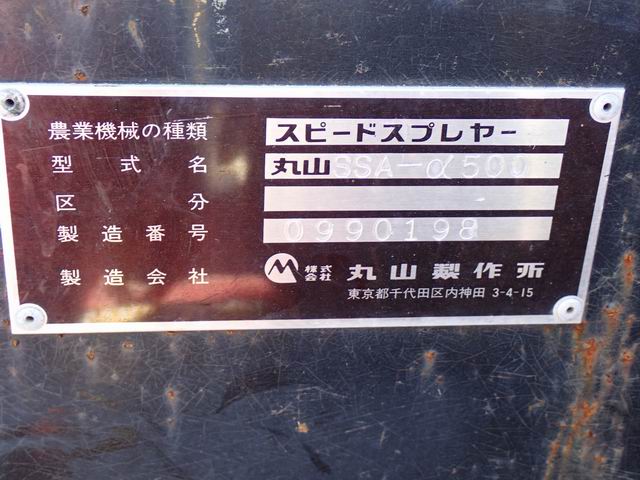 農業機械の種類 スピードスプレヤー
型式名 丸山SSA-α500
区分
製造番号 0990198
製造会社 株式会社 丸山製作所
東京都千代田区内神田 3-4-15